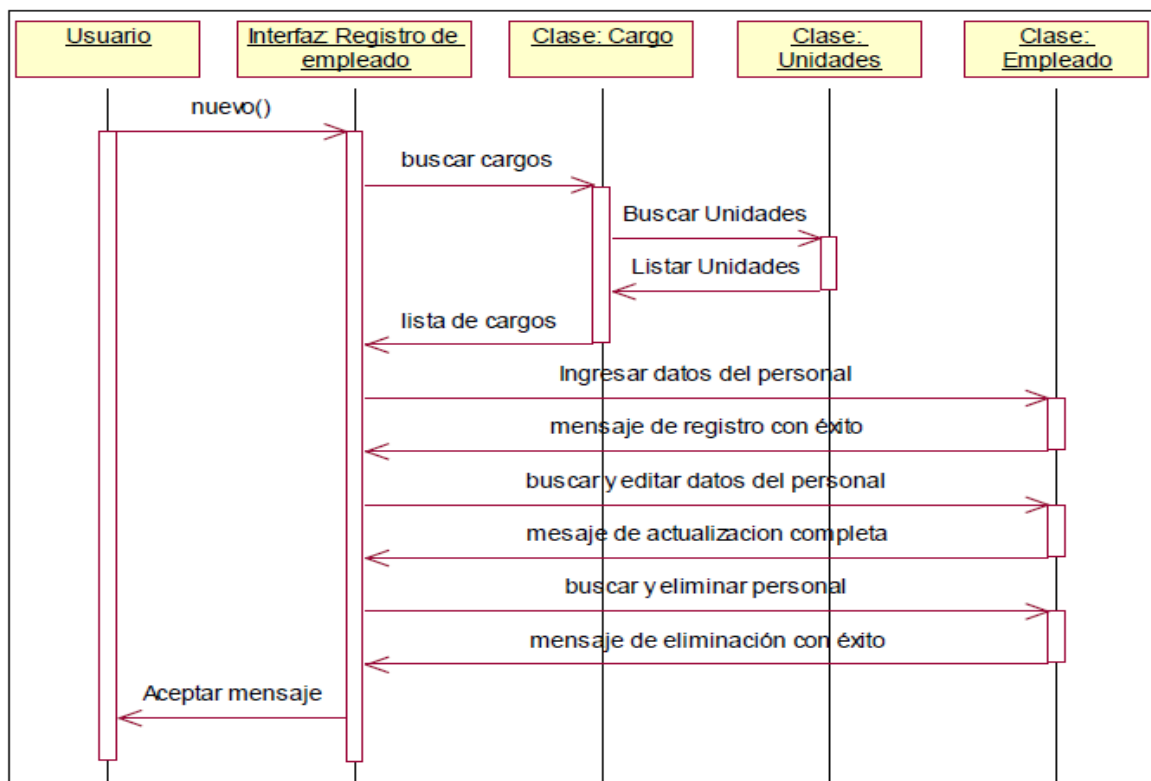 Usuario
Interfaz: Registro de
empleado
Clase: Cargo
Clase:
Unidades
Clase:
Empleado
nuevo()
buscar cargos
Buscar Unidades
Listar Unidades
lista de cargos
Ingresar datos del personal
mensaje de registro con éxito
buscar y editar datos del personal
mesaje de actualizacion completa
buscar y eliminar personal
mensaje de eliminación con éxito
Aceptar mensaje